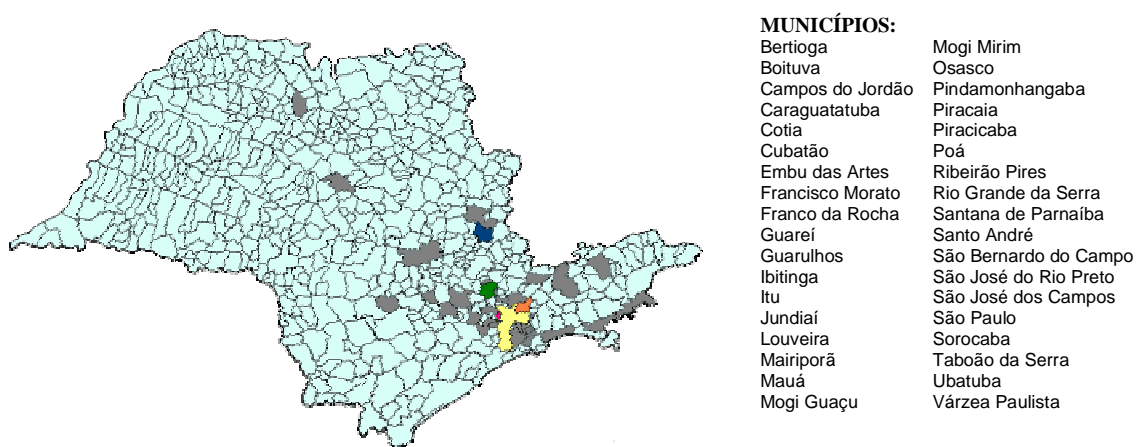 MUNICÍPIOS:
Bertioga
Boituva
Campos do Jordão
Caraguatatuba
Cotia
Cubatão
Embu das Artes
Francisco Morato
Franco da Rocha
Guareí
Guarulhos
Ibitinga
Itu
Jundiaí
Louveira
Mairiporã
Mauá
Mogi Guaçu
Mogi Mirim
Osasco
Pindamonhangaba
Piracaia
Piracicaba
Poá
Ribeirão Pires
Rio Grande da Serra
Santana de Parnaíba
Santo André
São Bernardo do Campo
São José do Rio Preto
São José dos Campos
São Paulo
Sorocaba
Taboão da Serra
Ubatuba
Várzea Paulista